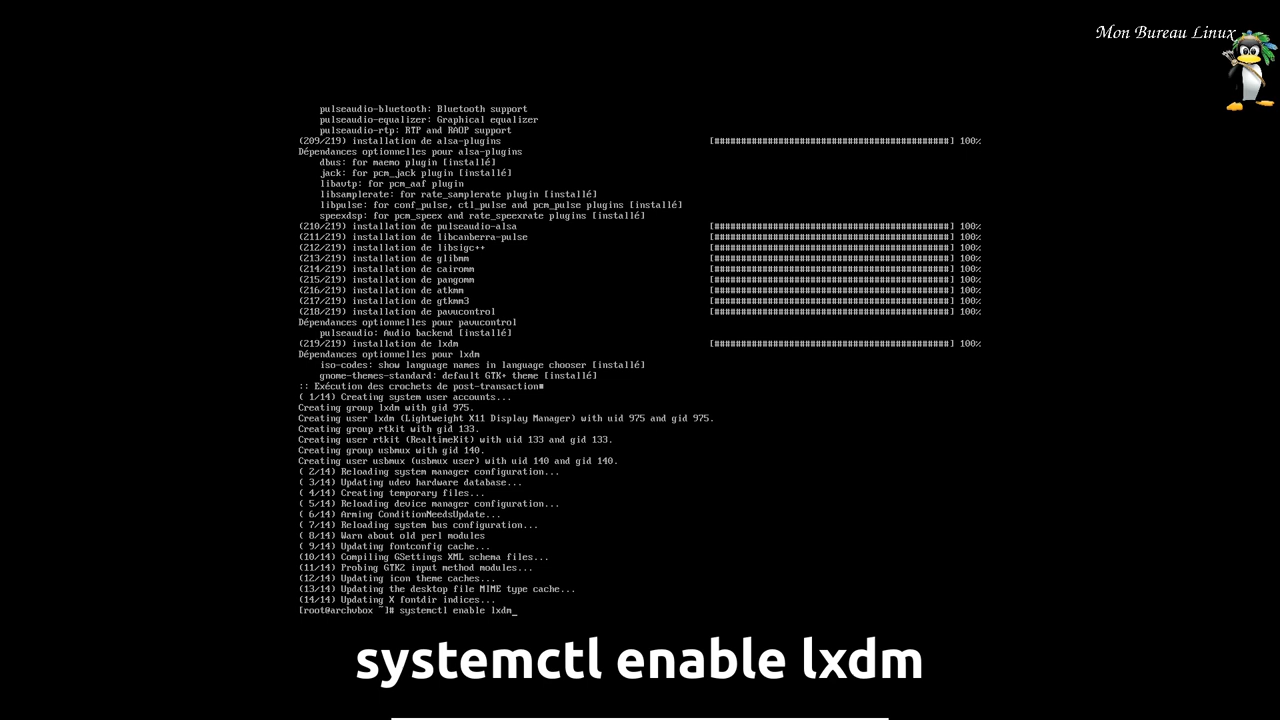 Mon Bureau Linux
pulseaudio-bluetooth: Bluetooth support
pulseaudio-equalizer: Graphical equalizer
pulseaudio-rtp: RTP and RAOP support
(209/219) installation de alsa-plugins [######################################] 100%
Dépendances optionnelles pour alsa-plugins
dbus: for maemo plugin [installé]
jack: for pcm_jack plugin [installé]
libavtp: for pcm_aaf plugin
libsamplerate: for rate_samplerate plugin [installé]
libpulse: for conf_pulse, ctl_pulse and pcm_pulse plugins [installé]
speexdsp: for pcm_speex and rate_speexrate plugins [installé]
(210/219) installation de pulseaudio-alsa [######################################] 100%
(211/219) installation de libcanberra-pulse [######################################] 100%
(212/219) installation de libsigc++ [######################################] 100%
(213/219) installation de glibmm [######################################] 100%
(214/219) installation de cairomm [######################################] 100%
(215/219) installation de pangomm [######################################] 100%
(216/219) installation de atkmm [######################################] 100%
(217/219) installation de gtkmm3 [######################################] 100%
(218/219) installation de pavucontrol [######################################] 100%
Dépendances optionnelles pour pavucontrol
pulseaudio: Audio backend [installé]
(219/219) installation de lxdm [######################################] 100%
Dépendances optionnelles pour lxdm
iso-codes: show language names in language chooser [installé]
gnome-themes-standard: default GTK+ theme [installé]
:: Exécution des crochets de post-transaction■
( 1/14) Creating system user accounts...
Creating group lxdm with gid 975.
Creating user lxdm (Lightweight X11 Display Manager) with uid 975 and gid 975.
Creating group rtkit with gid 133.
Creating user rtkit (RealtimeKit) with uid 133 and gid 133.
Creating group usbmux with gid 140.
Creating user usbmux (usbmux user) with uid 140 and gid 140.
( 2/14) Reloading system manager configuration...
( 3/14) Updating udev hardware database...
( 4/14) Creating temporary files...
( 5/14) Reloading device manager configuration...
( 6/14) Arming ConditionNeedsUpdate...
( 7/14) Reloading system bus configuration...
( 8/14) Warn about old perl modules
( 9/14) Updating fontconfig cache...
(10/14) Compiling GSettings XML schema files...
(11/14) Probing GTK2 input method modules...
(12/14) Updating icon theme caches...
(13/14) Updating the desktop file MIME type cache...
(14/14) Updating X fontdir indices...
[root@archvbox ~]# systemctl enable lxdm_
systemctl enable lxdm